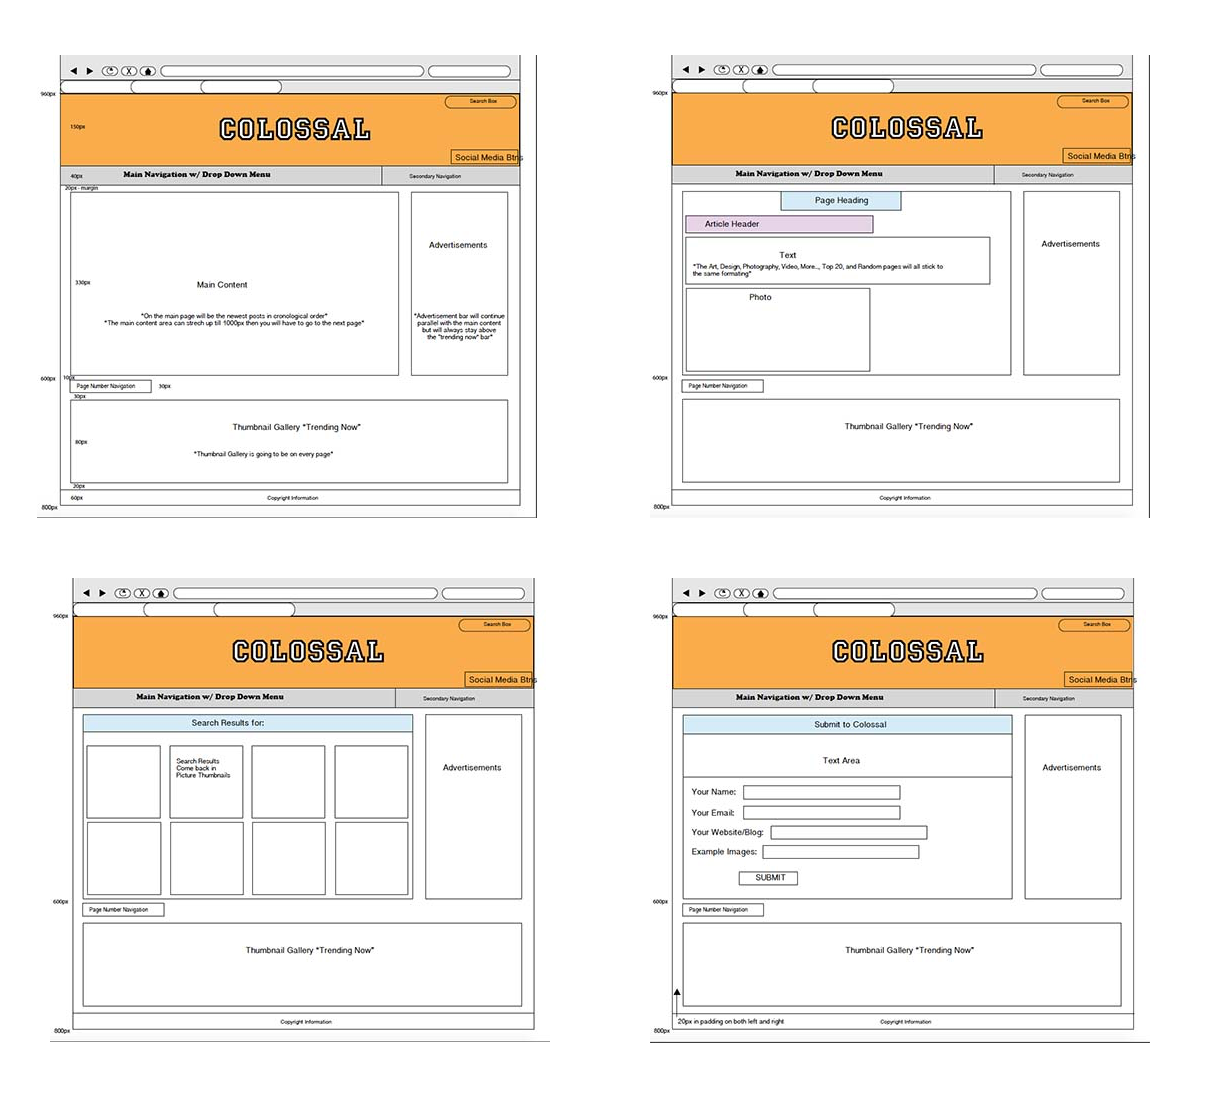 X
960px
Search Box
150px
COLOSSAL
Social Media Btns
40px
Main Navigation w/ Drop Down Menu
Secondary Navigation
20px - margin
Advertisements
330px
Main Content
*On the main page will be the newest posts in cronological order*
*The main content area can strech up till 1000px then you will have to go to the next page*
*Advertisement bar will continue
parallel with the main content
but will always stay above
the "trending now" bar*
600px
10px
Page Number Navigation
30px
30px
Thumbnail Gallery "Trending Now"
80px
*Thumbnail Gallery is going to be on every page*
20px
60px
Copyright Information
800px
X
960px
Search Box
COLOSSAL
Social Media Btns
Main Navigation w/ Drop Down Menu
Secondary Navigation
Page Heading
Article Header
Advertisements
Text
*The Art, Design, Photography, Video, More..., Top 20, and Random pages will all stick to
the same formating*
Photo
600px
Page Number Navigation
Thumbnail Gallery "Trending Now"
Copyright Information
800px
X
960px
Search Box
COLOSSAL
Social Media Btns
Main Navigation w/ Drop Down Menu
Secondary Navigation
Search Results for:
Search Results
Come back in
Picture Thumbnails
Advertisements
600px
Page Number Navigation
Thumbnail Gallery "Trending Now"
Copyright Information
800px
X
960px
Search Box
COLOSSAL
Social Media Btns
Main Navigation w/ Drop Down Menu
Secondary Navigation
Submit to Colossal
Text Area
Advertisements
Your Name:
Your Email:
Your Website/Blog:
Example Images:
SUBMIT
600px
Page Number Navigation
Thumbnail Gallery "Trending Now"
20px in padding on both left and right
Copyright Information
800px